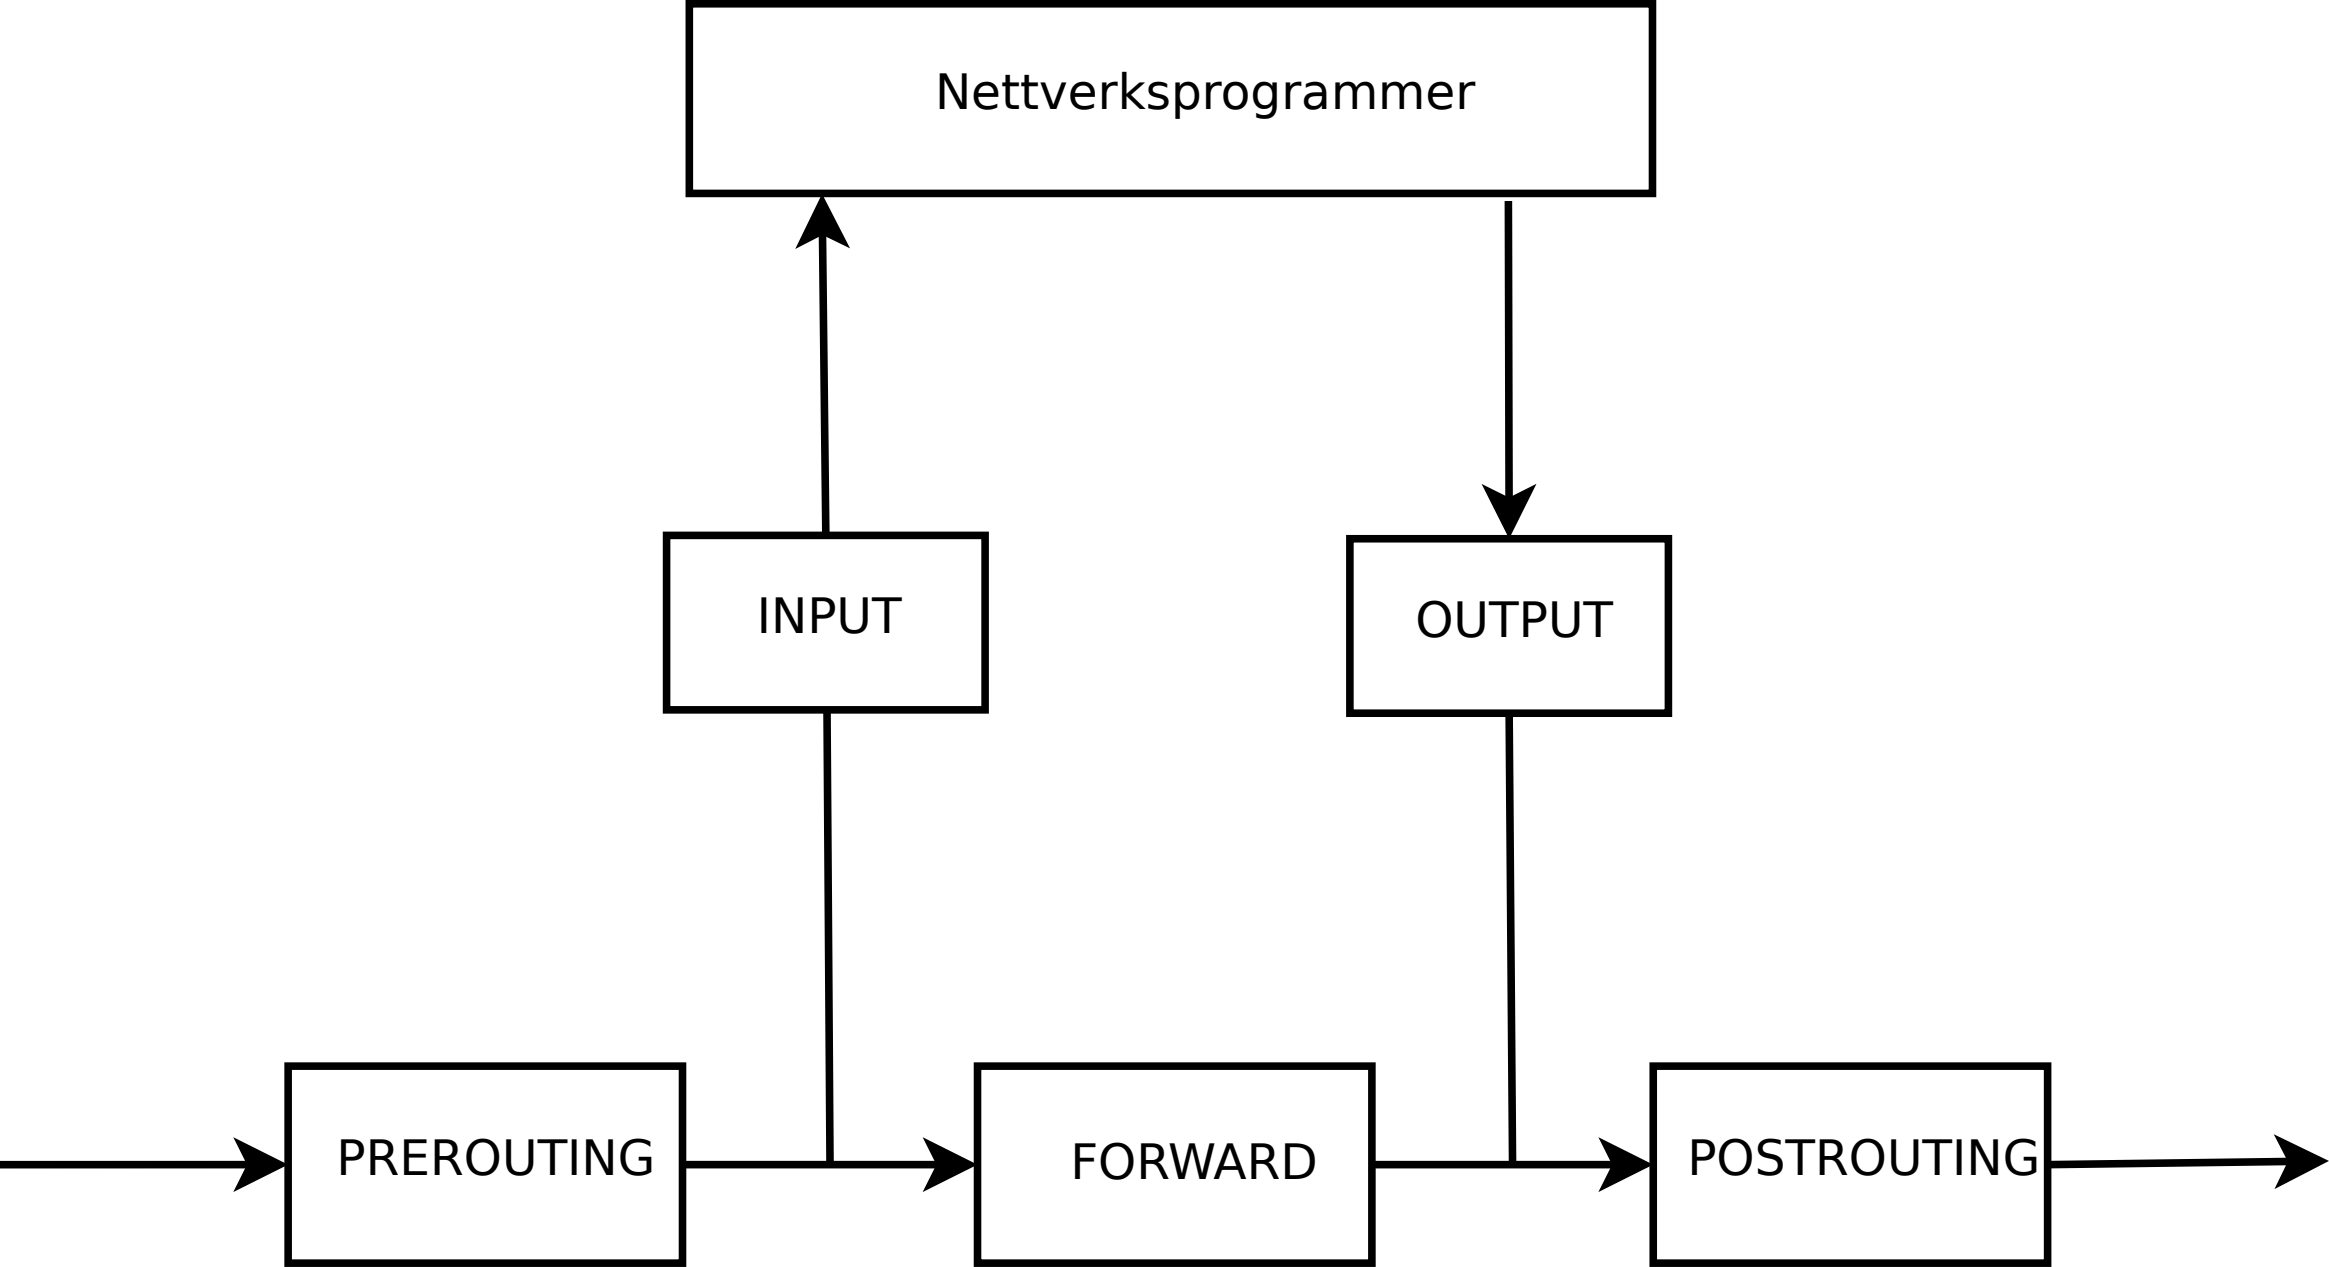 Nettverksprogrammer
INPUT
OUTPUT
PREROUTING
FORWARD
POSTROUTING